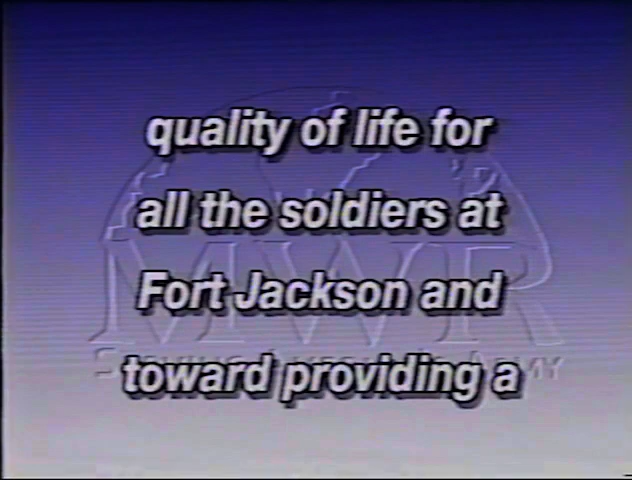 quality of life for
all the soldiers at
MWR
Fort Jackson and
toward providing a